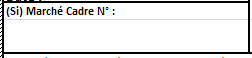 (Si) Marché Cadre N° :